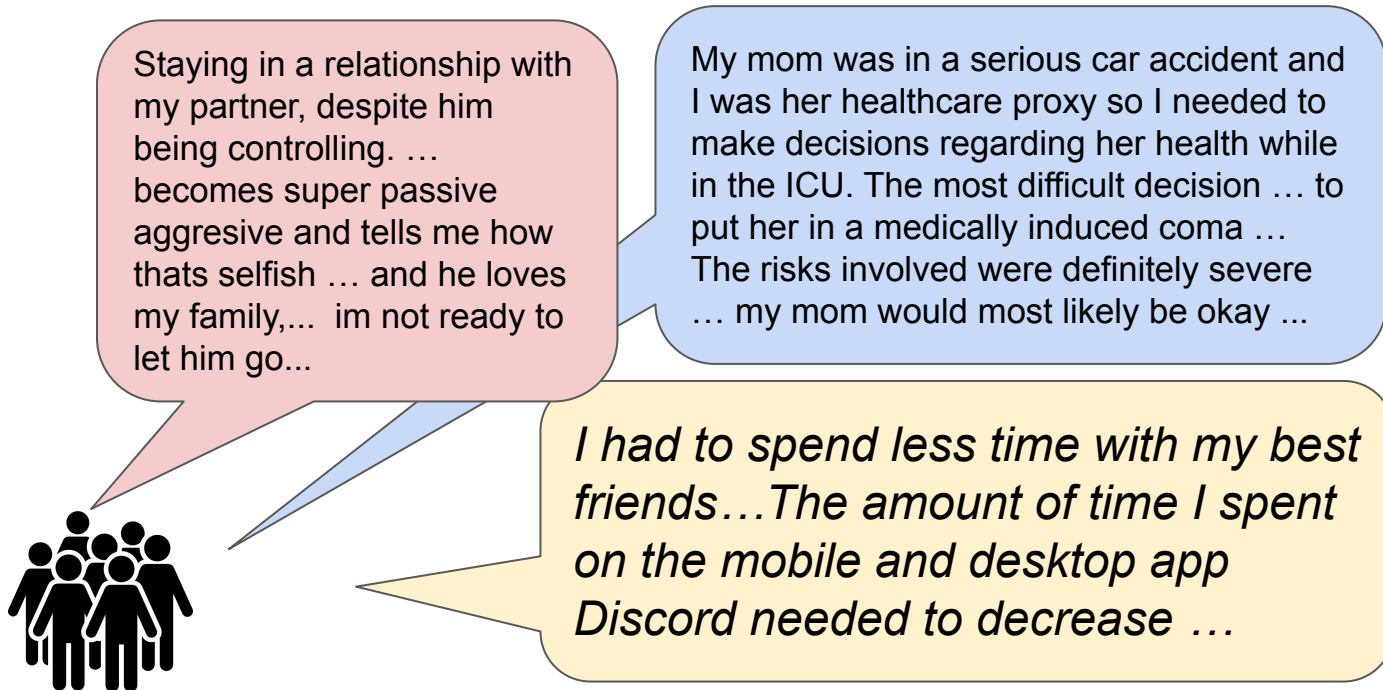 Staying in a relationship with
my partner, despite him
being controlling. …
becomes super passive
aggresive and tells me how
thats selfish … and he loves
my family,... im not ready to
let him go...
My mom was in a serious car accident and
I was her healthcare proxy so I needed to
make decisions regarding her health while
in the ICU. The most difficult decision … to
put her in a medically induced coma …
The risks involved were definitely severe
… my mom would most likely be okay ...
I had to spend less time with my best
friends…The amount of time I spent
on the mobile and desktop app
Discord needed to decrease …